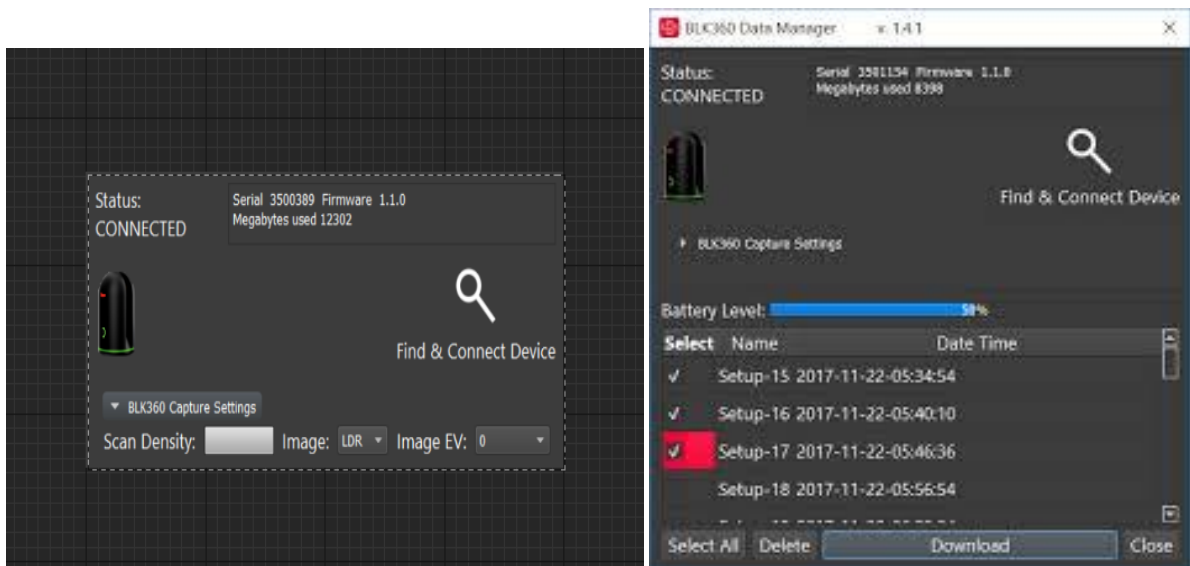 Status:
CONNECTED
Serial 3500389 Firmware 1.1.0
Megabytes used 12302
Find & Connect Device
BLK360 Capture Settings
Scan Density: Image: LDR Image EV: 0
BLK360 Data Manager v. 1.4.1
Status:
CONNECTED
Serial 3501154 Firmware 1.1.0
Megabytes used 8398
Find & Connect Device
BLK360 Capture Settings
Battery Level: 50%
Select Name Date Time
Setup-15 2017-11-22-05:34:54
Setup-16 2017-11-22-05:40:10
Setup-17 2017-11-22-05:46:36
Setup-18 2017-11-22-05:56:54
Select All Delete Download Close